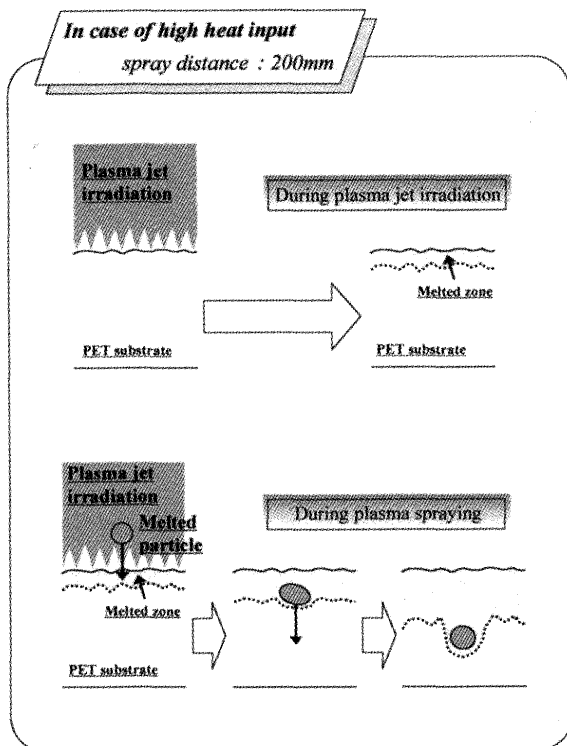 In case of high heat input
spray distance : 200mm
Plasma jet
irradiation
During plasma jet irradiation
Melted zone
PET substrate
PET substrate
Plasma jet
irradiation
Melted
particle
During plasma spraying
Melted zone
PET substrate